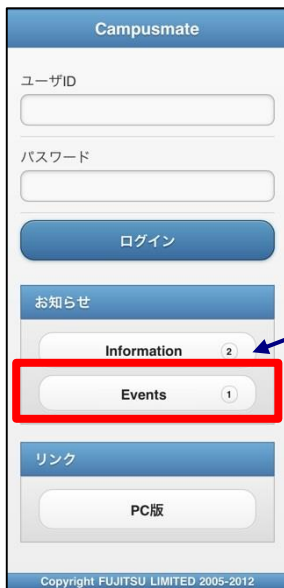 Campusmate
ユーザID
パスワード
ログイン
お知らせ
Information 2
Events 1
リンク
PC版
Copyright FUJITSU LIMITED 2005-2012